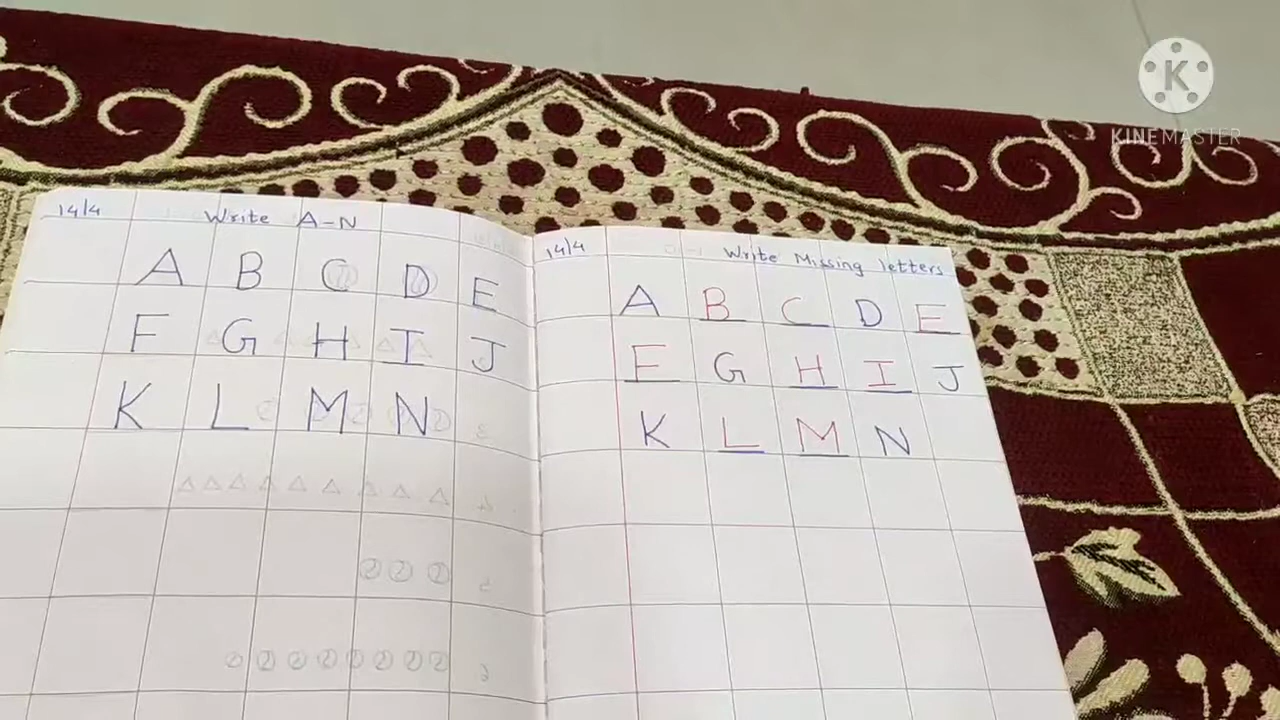 14/4 Write A-N
A B C D E
F G H I J
K L M N
14/4 Write Missing letters
A B C D E
F G H I J
K L M N
K
KINEMASTER